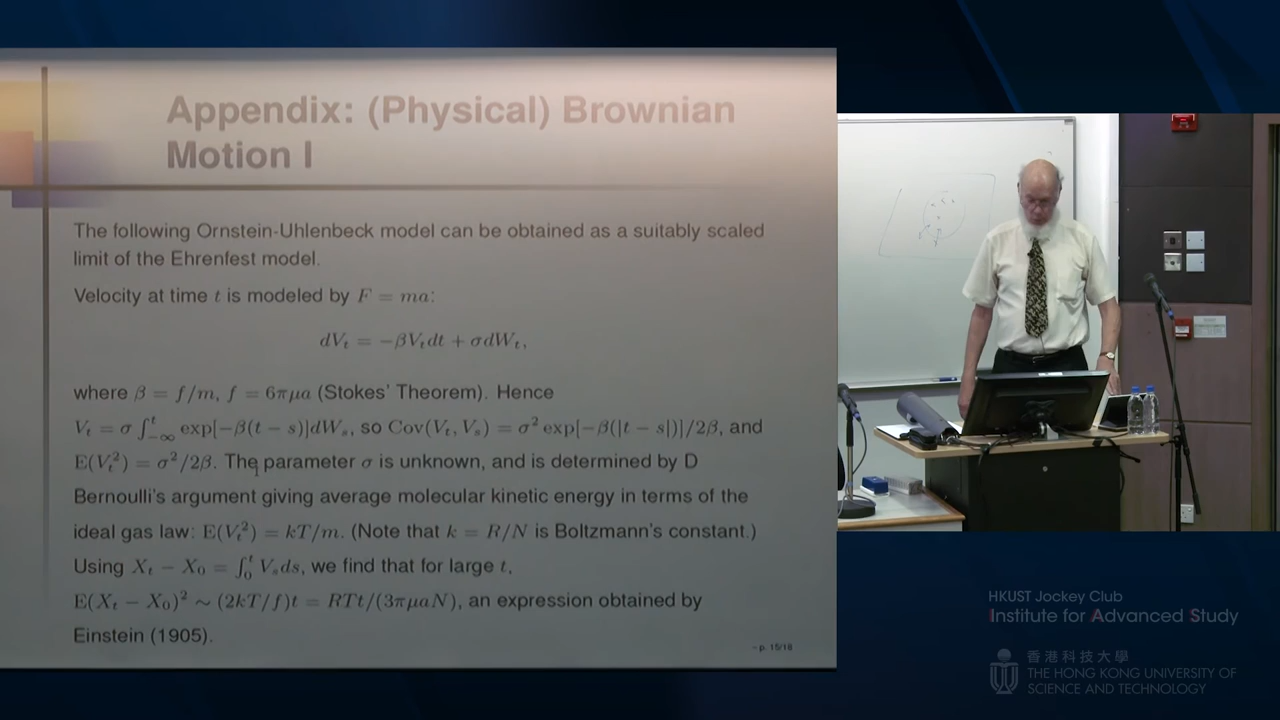 Appendix: (Physical) Brownian
Motion I
The following Ornstein-Uhlenbeck model can be obtained as a suitably scaled
limit of the Ehrenfest model.
Velocity at time t is modeled by F = ma:
dV_t = −βV_t dt + σdW_t,
where β = f/m, f = 6πμa (Stokes' Theorem). Hence
V_t = σ ∫_{−∞}^t exp[−β(t − s)]dW_s, so Cov(V_t, V_s) = σ² exp[−β(|t − s|)]/2β, and
E(V_t²) = σ²/2β. The parameter σ is unknown, and is determined by D
Bernoulli's argument giving average molecular kinetic energy in terms of the
ideal gas law: E(V_t²) = kT/m. (Note that k = R/N is Boltzmann's constant.)
Using X_t − X_0 = ∫_0^t V_s ds, we find that for large t,
E(X_t − X_0)² ∼ (2kT/f)t = RTt/(3πμaN), an expression obtained by
Einstein (1905).
– p. 15/18
HKUST Jockey Club
Institute for Advanced Study
香港科技大學
THE HONG KONG UNIVERSITY OF
SCIENCE AND TECHNOLOGY